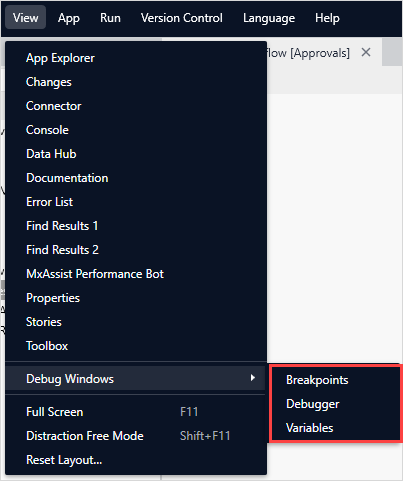 View App Run Version Control Language Help
flow [Approvals]
App Explorer
Changes
Connector
Console
Data Hub
Documentation
Error List
Find Results 1
Find Results 2
MxAssist Performance Bot
Properties
Stories
Toolbox
Debug Windows
Breakpoints
Debugger
Variables
Full Screen F11
Distraction Free Mode Shift+F11
Reset Layout...